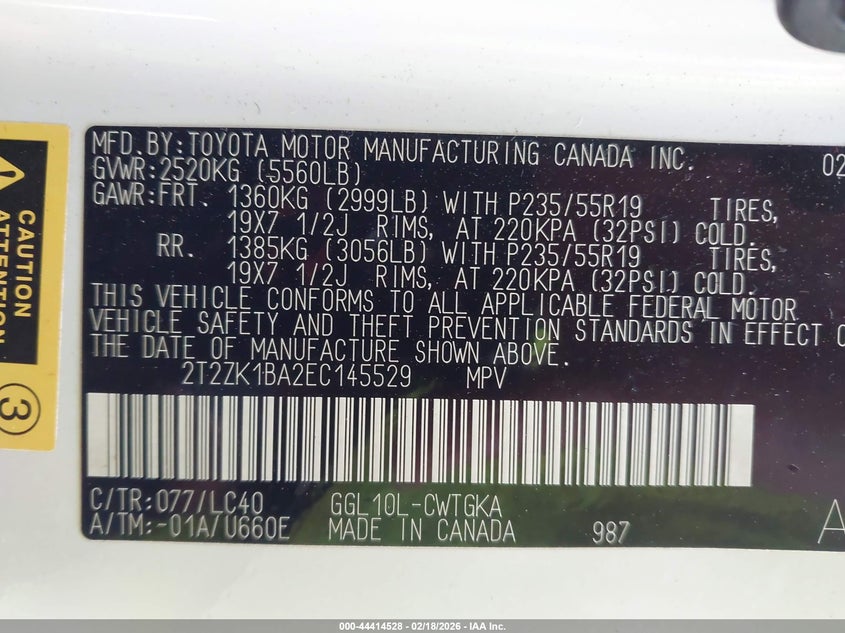 MFD.BY:TOYOTA MOTOR MANUFACTURING CANADA INC. 02
GVWR:2520KG (5560LB)
GAWR:FRT. 1360KG (2999LB) WITH P235/55R19 TIRES,
19X7 1/2J RIMS, AT 220KPA (32PSI) COLD.
RR. 1385KG (3056LB) WITH P235/55R19 TIRES,
19X7 1/2J RIMS, AT 220KPA (32PSI) COLD.
THIS VEHICLE CONFORMS TO ALL APPLICABLE FEDERAL MOTOR
VEHICLE SAFETY AND THEFT PREVENTION STANDARDS IN EFFECT O
THE DATE OF MANUFACTURE SHOWN ABOVE.
2T2ZK1BA2EC145529 MPV
C/TR:077/LC40 GGL10L-CWTGKA
A/TM:-01A/U660E MADE IN CANADA 987 A
CAUTION
ATTENTION
3
000-44414528 - 02/18/2026 - IAA Inc.